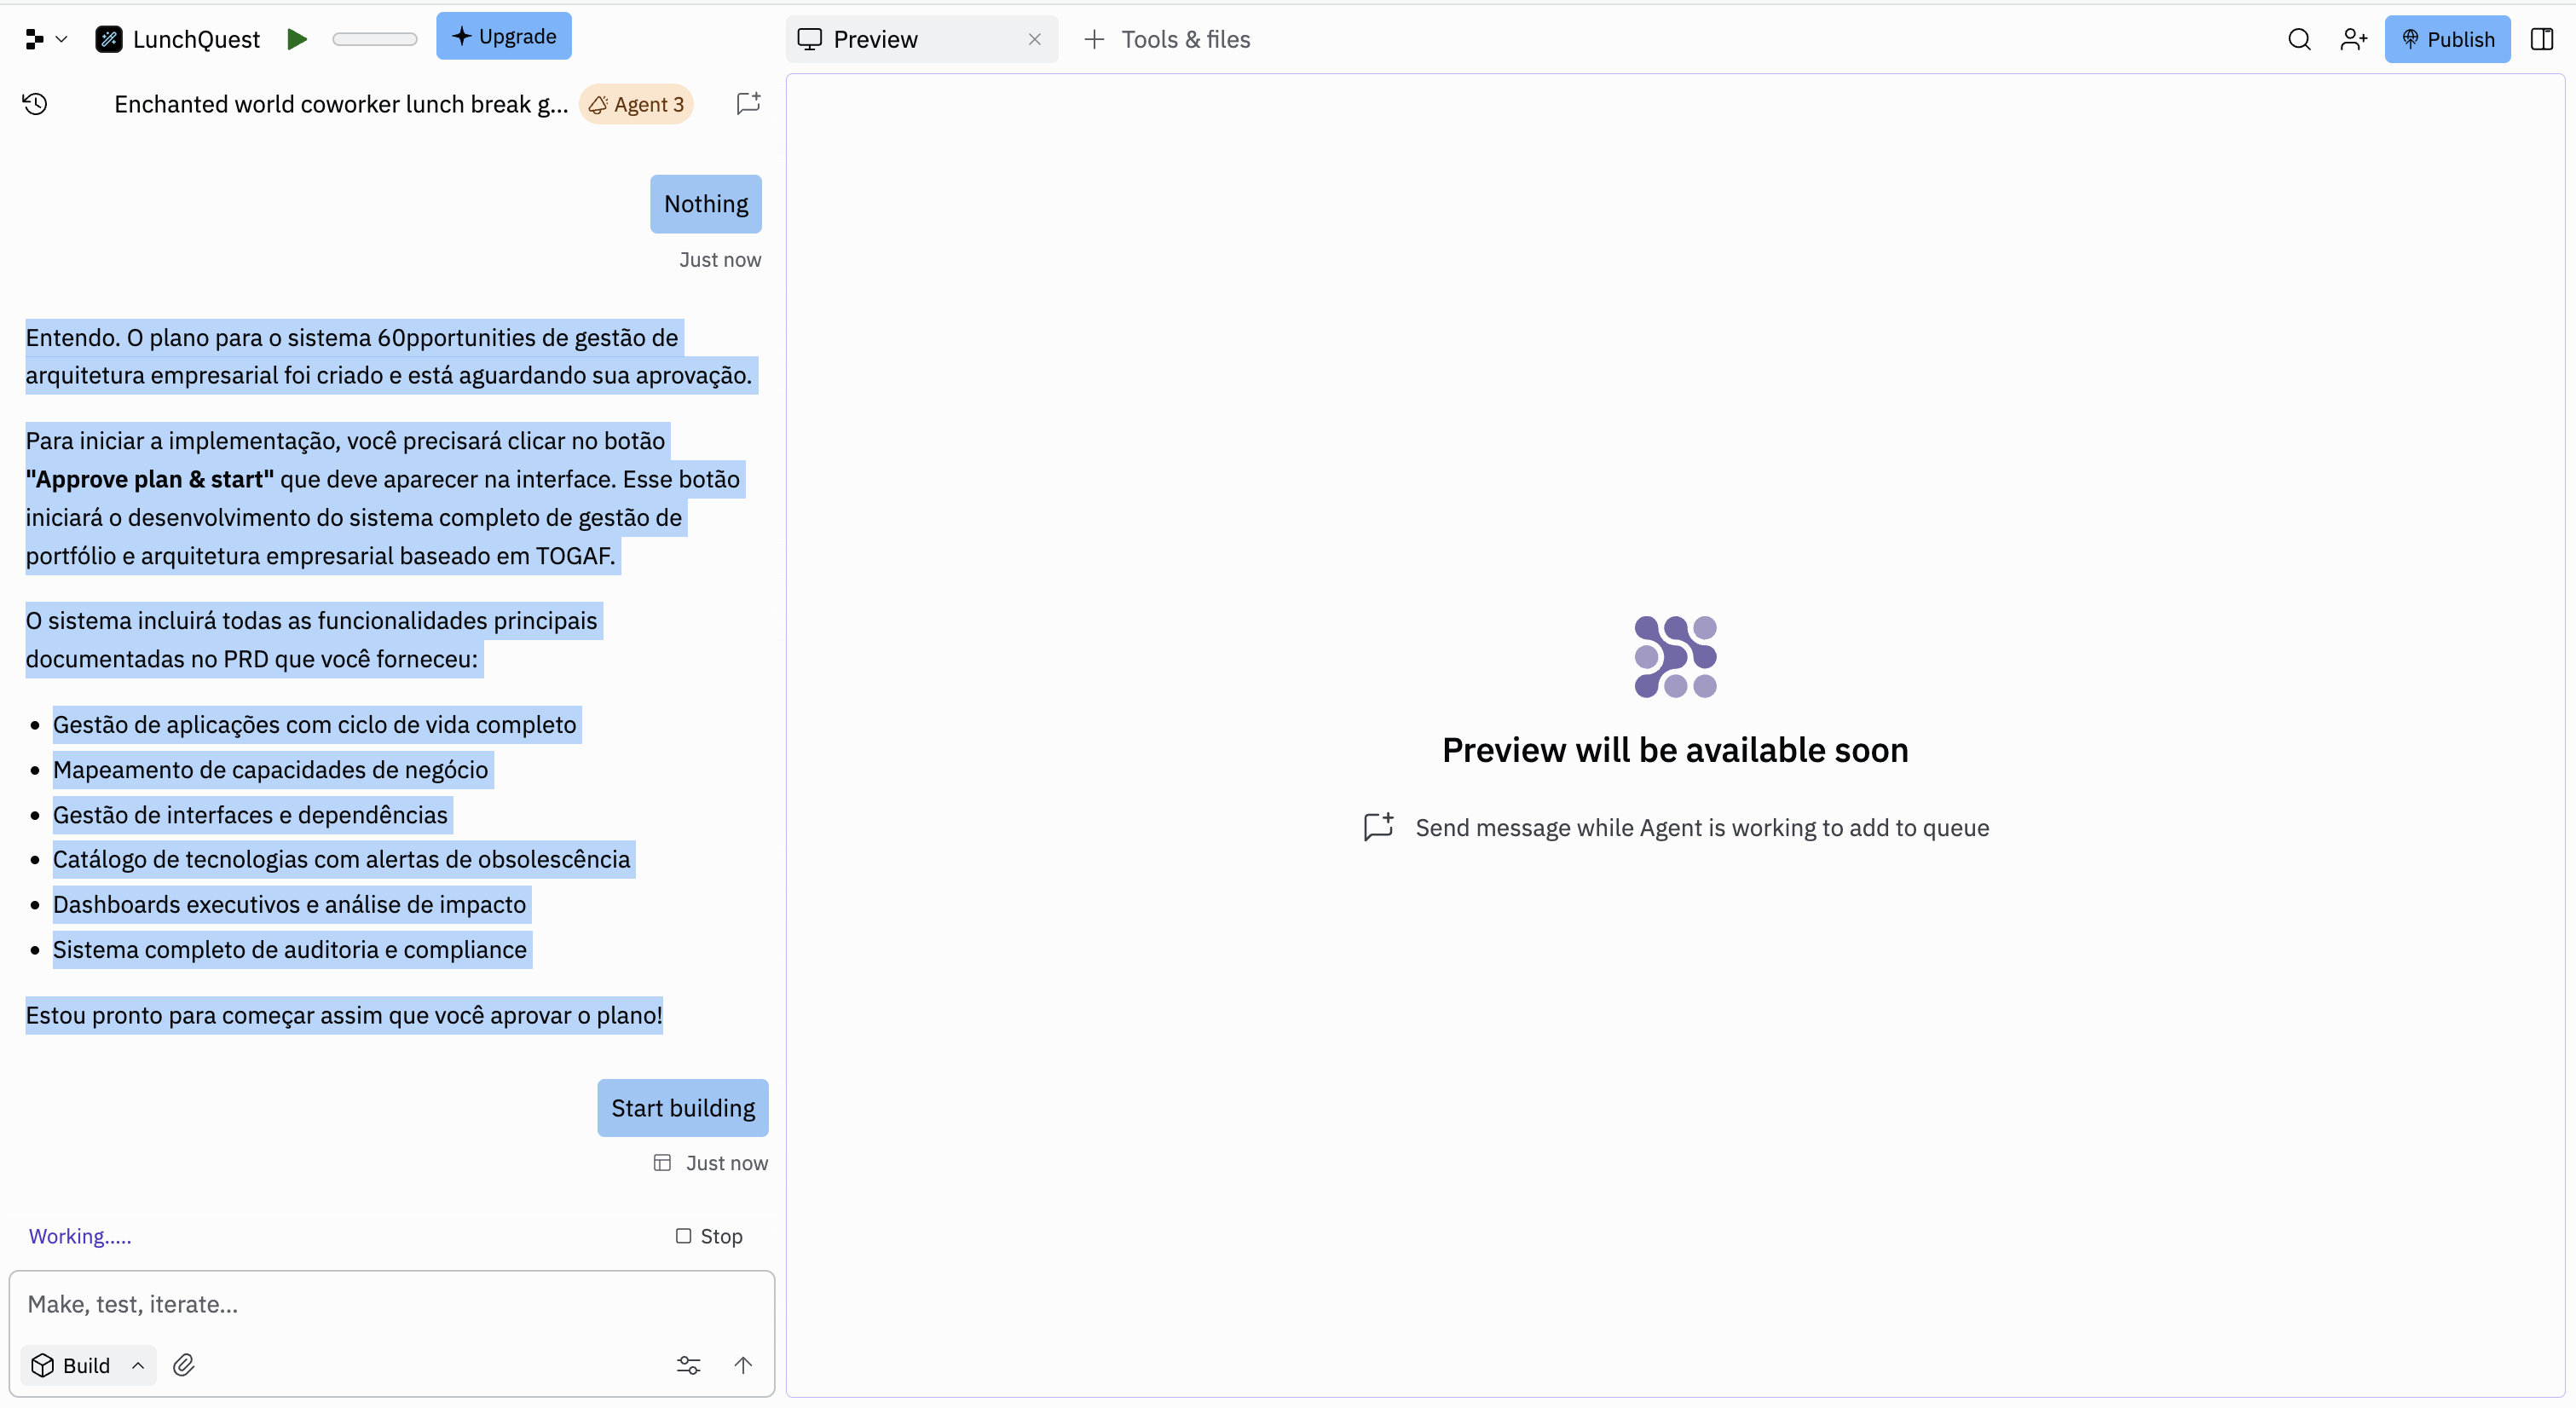 LunchQuest
Upgrade
Preview
Tools & files
Publish
Enchanted world coworker lunch break g...
Agent 3
Nothing
Just now
Entendo. O plano para o sistema 60pportunities de gestão de
arquitetura empresarial foi criado e está aguardando sua aprovação.
Para iniciar a implementação, você precisará clicar no botão
"Approve plan & start" que deve aparecer na interface. Esse botão
iniciará o desenvolvimento do sistema completo de gestão de
portfólio e arquitetura empresarial baseado em TOGAF.
O sistema incluirá todas as funcionalidades principais
documentadas no PRD que você forneceu:
• Gestão de aplicações com ciclo de vida completo
• Mapeamento de capacidades de negócio
• Gestão de interfaces e dependências
• Catálogo de tecnologias com alertas de obsolescência
• Dashboards executivos e análise de impacto
• Sistema completo de auditoria e compliance
Estou pronto para começar assim que você aprovar o plano!
Start building
Just now
Working.....
Stop
Make, test, iterate...
Build
Preview will be available soon
Send message while Agent is working to add to queue